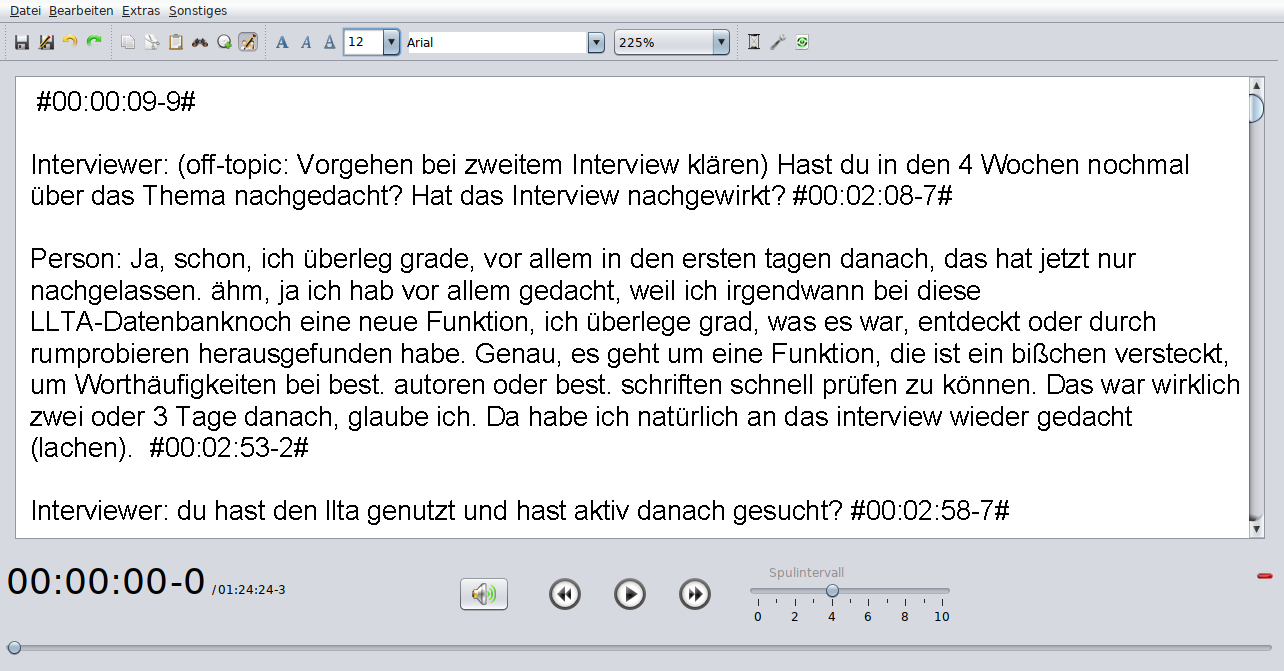 Datei Bearbeiten Extras Sonstiges
A A A 12 Arial 225%
#00:00:09-9#
Interviewer: (off-topic: Vorgehen bei zweitem Interview klären) Hast du in den 4 Wochen nochmal
über das Thema nachgedacht? Hat das Interview nachgewirkt? #00:02:08-7#
Person: Ja, schon, ich überleg grade, vor allem in den ersten tagen danach, das hat jetzt nur
nachgelassen. ähm, ja ich hab vor allem gedacht, weil ich irgendwann bei diese
LLTA-Datenbanknoch eine neue Funktion, ich überlege grad, was es war, entdeckt oder durch
rumprobieren herausgefunden habe. Genau, es geht um eine Funktion, die ist ein bißchen versteckt,
um Worthäufigkeiten bei best. autoren oder best. schriften schnell prüfen zu können. Das war wirklich
zwei oder 3 Tage danach, glaube ich. Da habe ich natürlich an das interview wieder gedacht
(lachen).  #00:02:53-2#
Interviewer: du hast den llta genutzt und hast aktiv danach gesucht? #00:02:58-7#
00:00:00-0 /01:24:24-3
Spulintervall
0 2 4 6 8 10